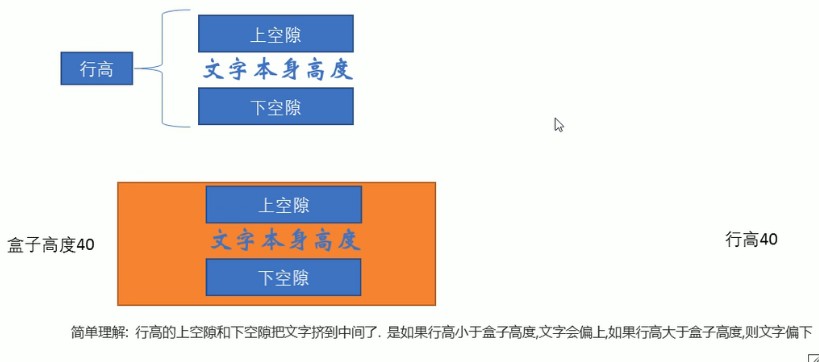 上空隙
行高
文字本身高度
下空隙
上空隙
盒子高度40
文字本身高度
行高40
下空隙
简单理解: 行高的上空隙和下空隙把文字挤到中间了. 是如果行高小于盒子高度,文字会偏上,如果行高大于盒子高度,则文字偏下